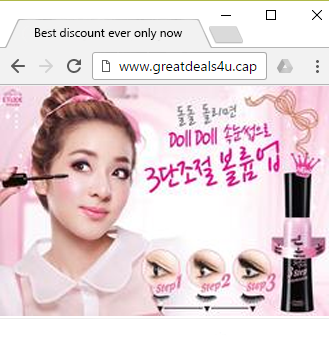 Best discount ever only now
www.greatdeals4u.cap
ETUDE
돌돌 돌리면
Doll Doll 속눈썹으로
3단조절 볼륨업
Step1
Step2
Step3
3 Step